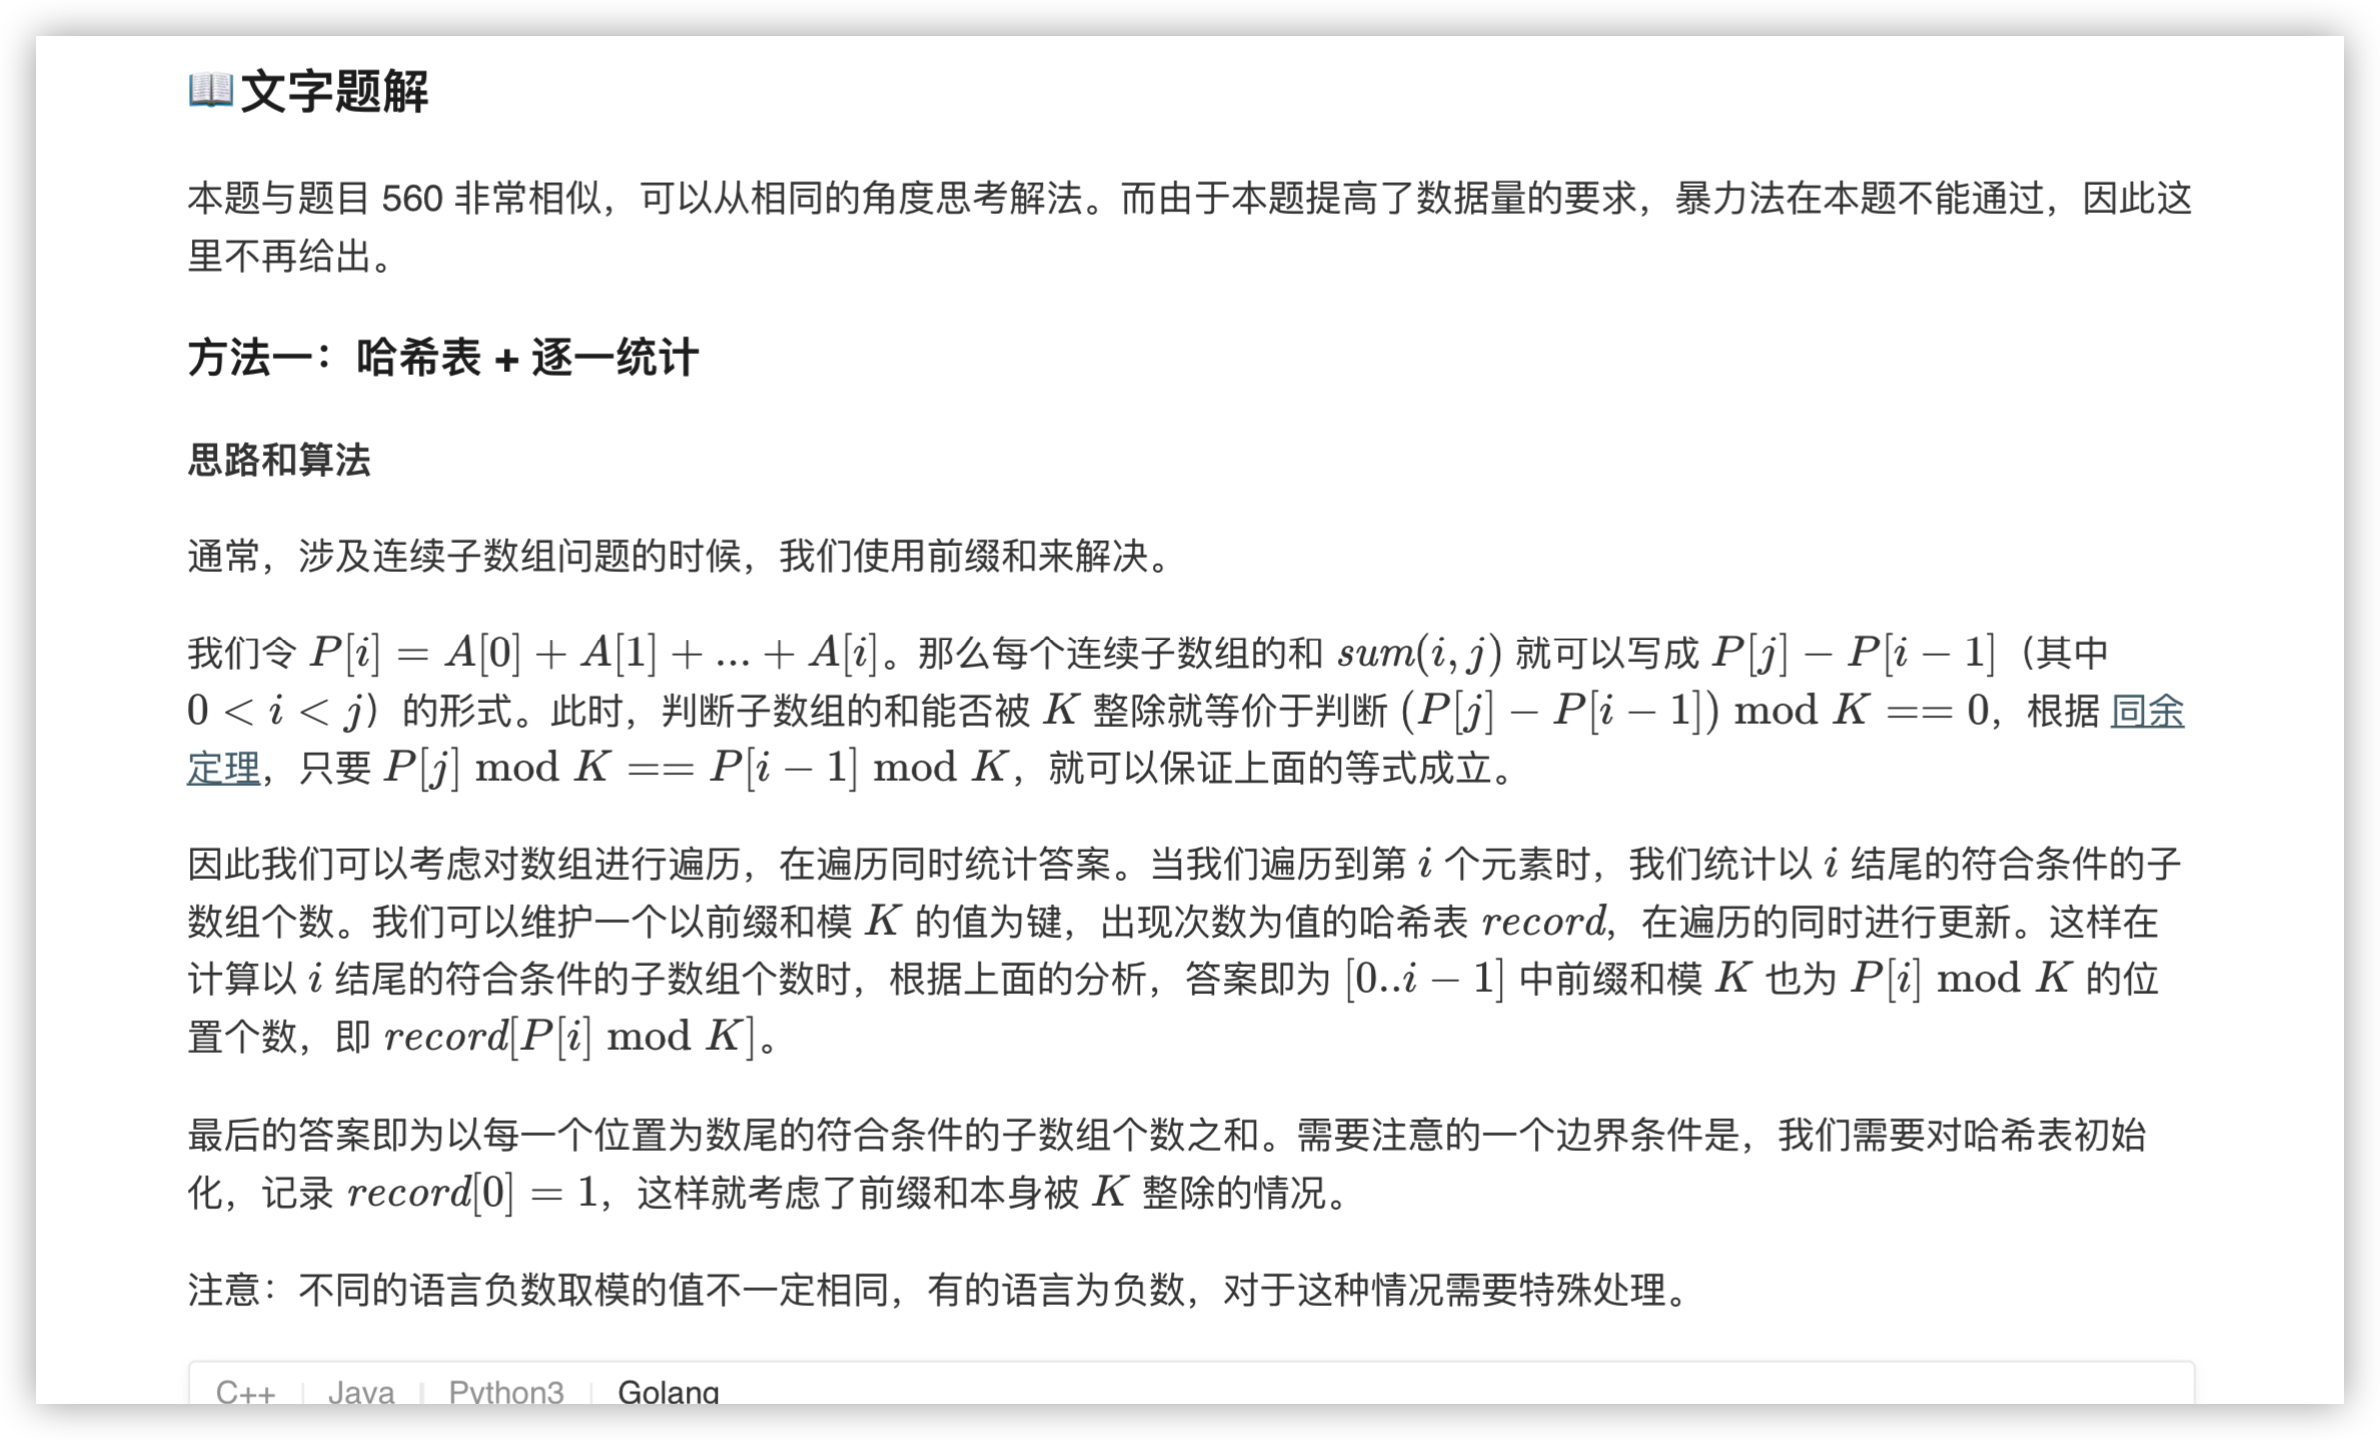 📖文字题解
本题与题目 560 非常相似，可以从相同的角度思考解法。而由于本题提高了数据量的要求，暴力法在本题不能通过，因此这
里不再给出。
方法一：哈希表 + 逐一统计
思路和算法
通常，涉及连续子数组问题的时候，我们使用前缀和来解决。
我们令 P[i] = A[0] + A[1] + ... + A[i]。那么每个连续子数组的和 sum(i, j) 就可以写成 P[j] − P[i − 1]（其中
0 < i < j）的形式。此时，判断子数组的和能否被 K 整除就等价于判断 (P[j] − P[i − 1]) mod K == 0，根据 同余
定理，只要 P[j] mod K == P[i − 1] mod K，就可以保证上面的等式成立。
因此我们可以考虑对数组进行遍历，在遍历同时统计答案。当我们遍历到第 i 个元素时，我们统计以 i 结尾的符合条件的子
数组个数。我们可以维护一个以前缀和模 K 的值为键，出现次数为值的哈希表 record，在遍历的同时进行更新。这样在
计算以 i 结尾的符合条件的子数组个数时，根据上面的分析，答案即为 [0..i − 1] 中前缀和模 K 也为 P[i] mod K 的位
置个数，即 record[P[i] mod K]。
最后的答案即为以每一个位置为数尾的符合条件的子数组个数之和。需要注意的一个边界条件是，我们需要对哈希表初始
化，记录 record[0] = 1，这样就考虑了前缀和本身被 K 整除的情况。
注意：不同的语言负数取模的值不一定相同，有的语言为负数，对于这种情况需要特殊处理。
C++ | Java | Python3 | Golang